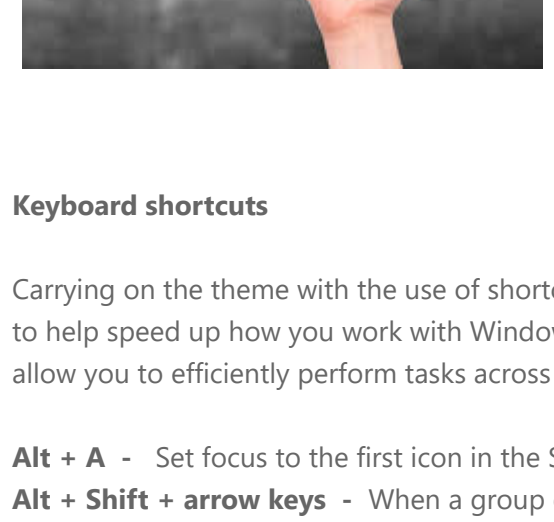 Keyboard shortcuts
Carrying on the theme with the use of
to help speed up how you work with
allow you to efficiently perform tasks across
Alt + A - Set focus to the first icon in the
Alt + Shift + arrow keys - When a group